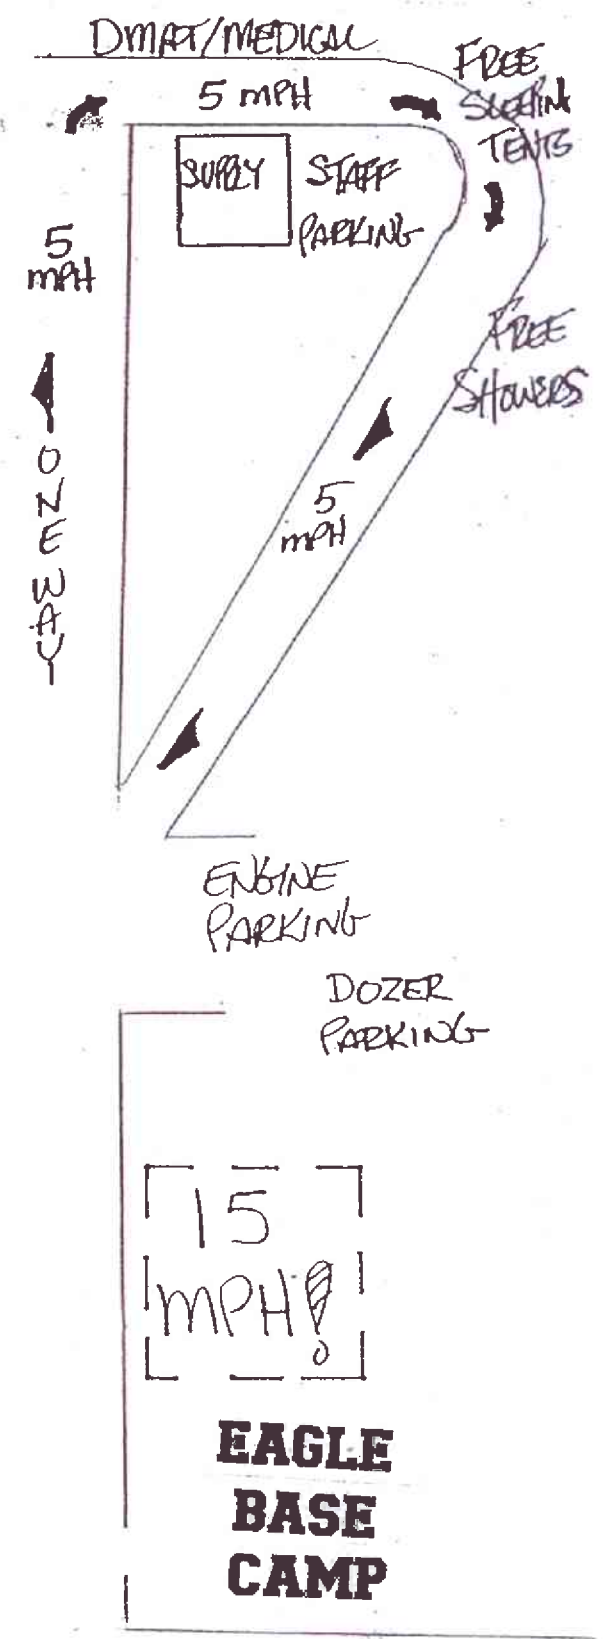 DMAT/MEDICAL
5 MPH
FREE
SLEEPIN
TENTS
SUPPLY
STAFF
PARKING
5
MPH
FREE
SHOWERS
ONE WAY
5
MPH
ENGINE
PARKING
DOZER
PARKING
15
MPH!
EAGLE
BASE
CAMP